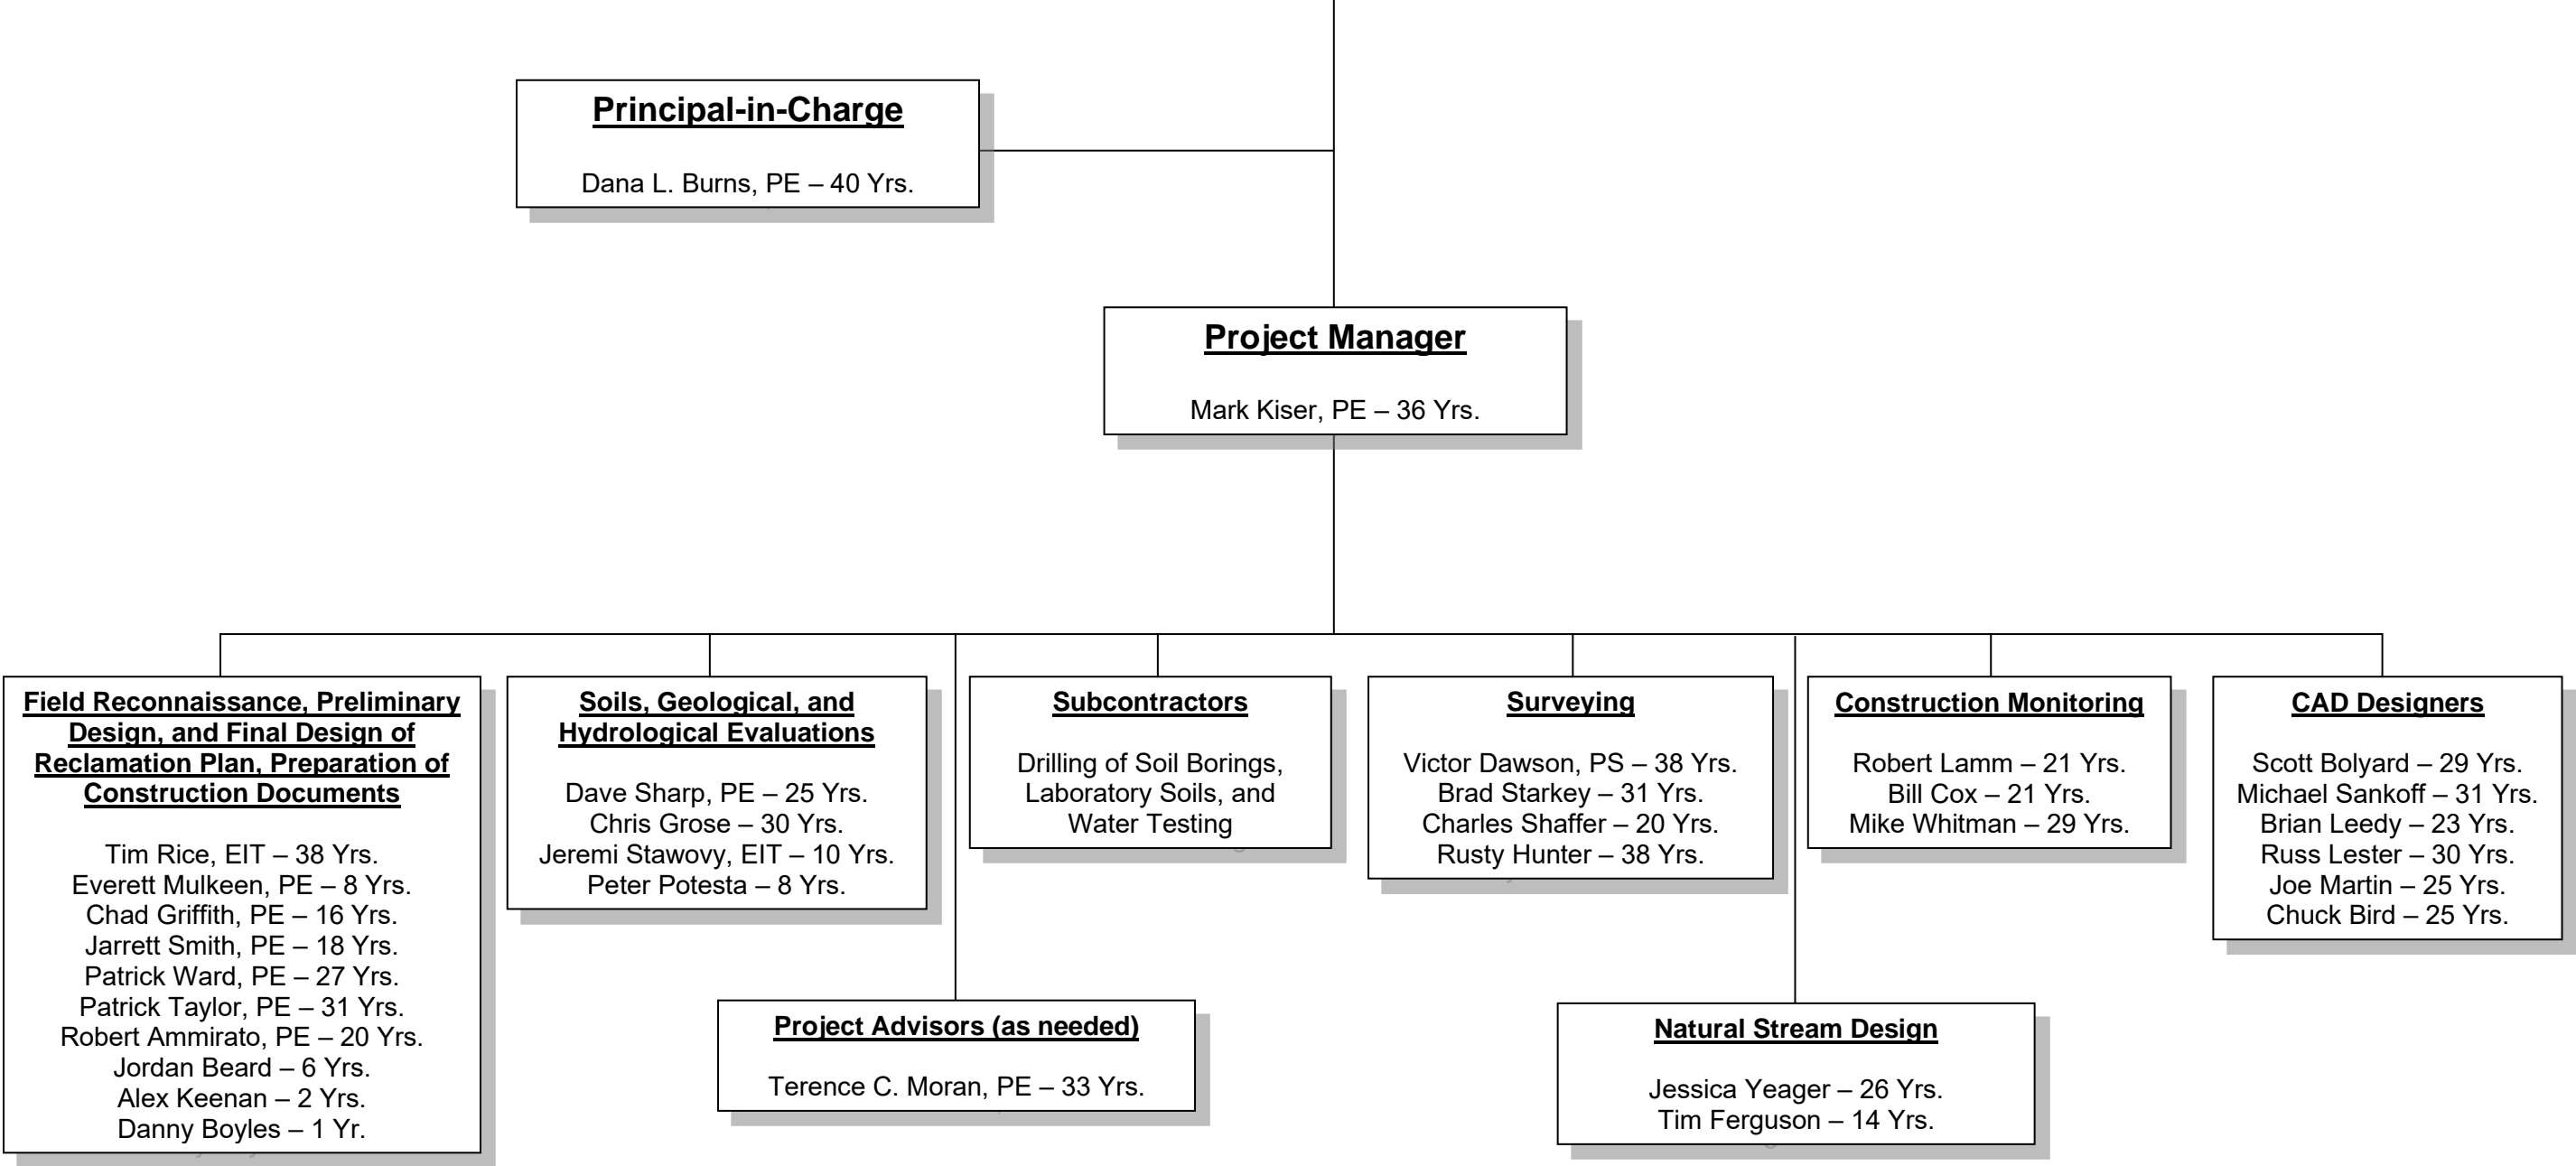 Principal-in-Charge
Dana L. Burns, PE – 40 Yrs.
Project Manager
Mark Kiser, PE – 36 Yrs.
Field Reconnaissance, Preliminary
Design, and Final Design of
Reclamation Plan, Preparation of
Construction Documents
Tim Rice, EIT – 38 Yrs.
Everett Mulkeen, PE – 8 Yrs.
Chad Griffith, PE – 16 Yrs.
Jarrett Smith, PE – 18 Yrs.
Patrick Ward, PE – 27 Yrs.
Patrick Taylor, PE – 31 Yrs.
Robert Ammirato, PE – 20 Yrs.
Jordan Beard – 6 Yrs.
Alex Keenan – 2 Yrs.
Danny Boyles – 1 Yr.
Soils, Geological, and
Hydrological Evaluations
Dave Sharp, PE – 25 Yrs.
Chris Grose – 30 Yrs.
Jeremi Stawovy, EIT – 10 Yrs.
Peter Potesta – 8 Yrs.
Subcontractors
Drilling of Soil Borings,
Laboratory Soils, and
Water Testing
Surveying
Victor Dawson, PS – 38 Yrs.
Brad Starkey – 31 Yrs.
Charles Shaffer – 20 Yrs.
Rusty Hunter – 38 Yrs.
Construction Monitoring
Robert Lamm – 21 Yrs.
Bill Cox – 21 Yrs.
Mike Whitman – 29 Yrs.
CAD Designers
Scott Bolyard – 29 Yrs.
Michael Sankoff – 31 Yrs.
Brian Leedy – 23 Yrs.
Russ Lester – 30 Yrs.
Joe Martin – 25 Yrs.
Chuck Bird – 25 Yrs.
Project Advisors (as needed)
Terence C. Moran, PE – 33 Yrs.
Natural Stream Design
Jessica Yeager – 26 Yrs.
Tim Ferguson – 14 Yrs.